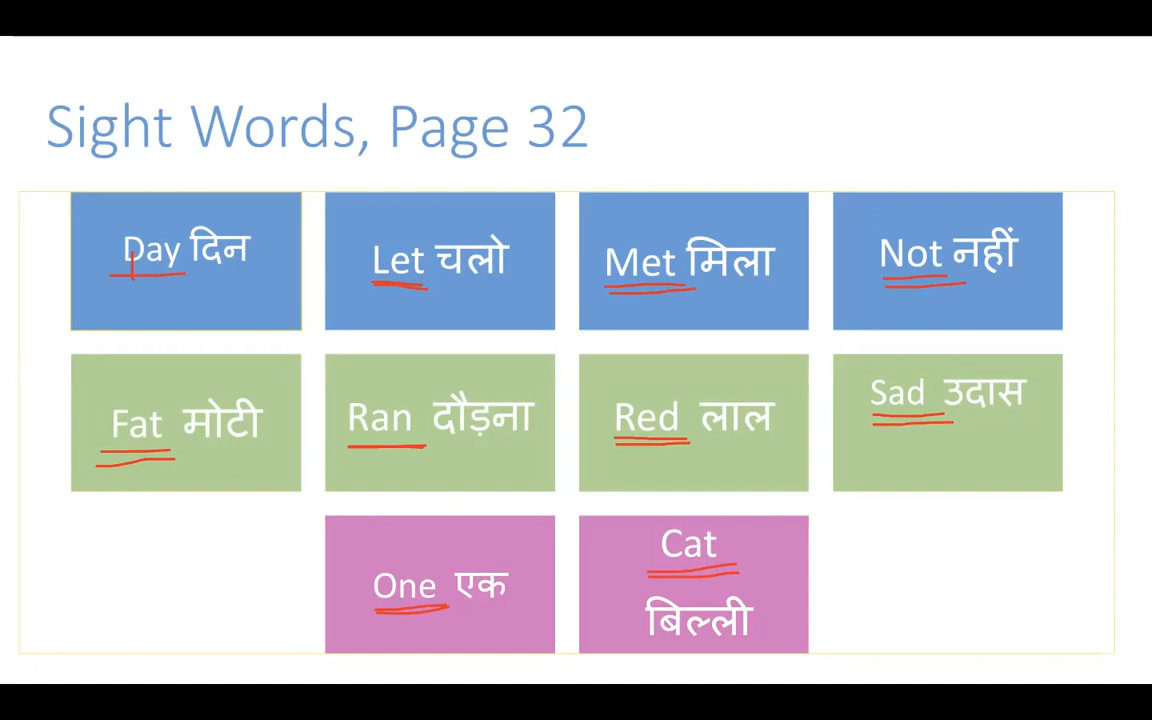 Sight Words, Page 32
Day दिन
Let चलो
Met मिला
Not नहीं
Fat मोटी
Ran दौड़ना
Red लाल
Sad उदास
One एक
Cat
बिल्ली